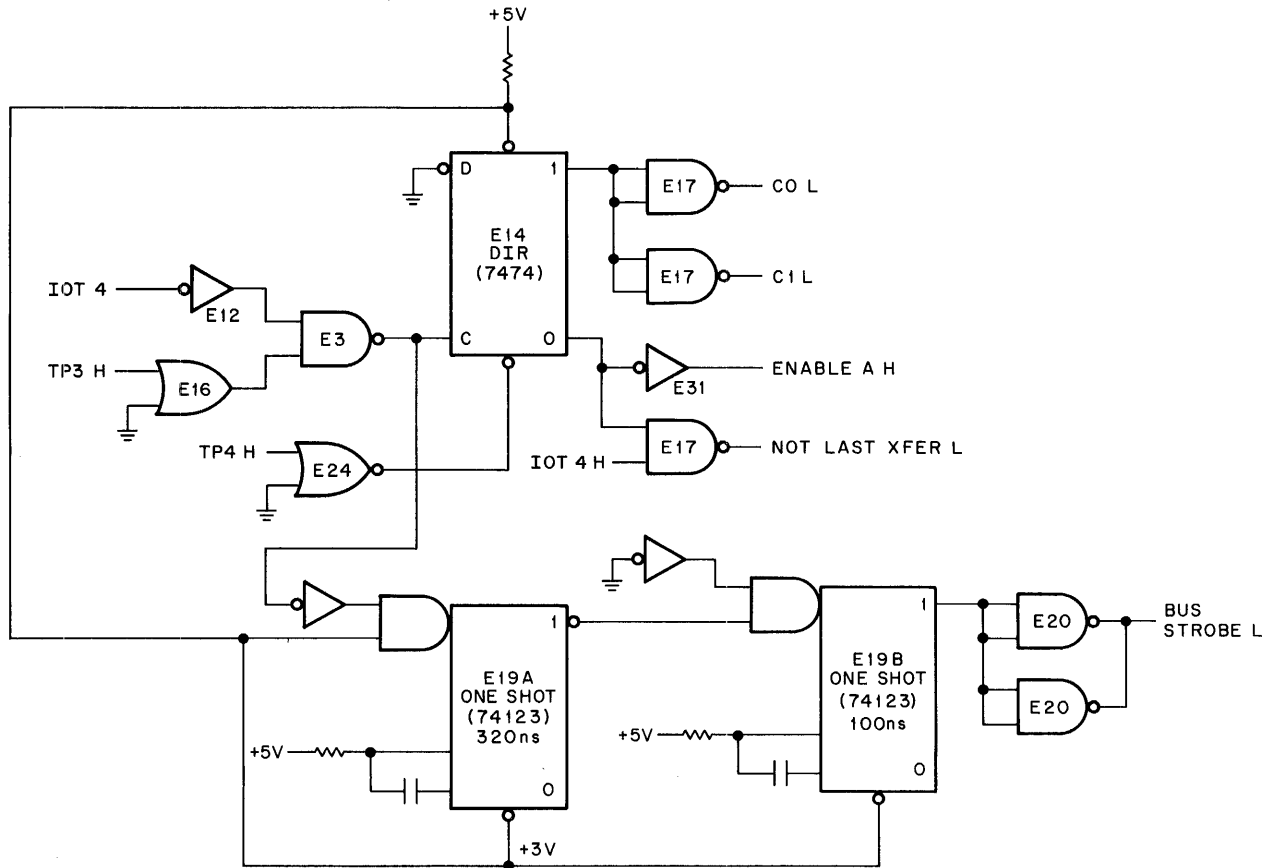 +5V
D
1
E14
DIR
(7474)
C
0
E17
C0 L
E17
C1 L
IOT 4
E12
E3
TP3 H
E16
E31
ENABLE A H
E17
NOT LAST XFER L
IOT 4 H
TP4 H
E24
1
E19A
ONE SHOT
(74123)
320ns
+5V
0
+3V
1
E19B
ONE SHOT
(74123)
100ns
+5V
0
E20
E20
BUS
STROBE L